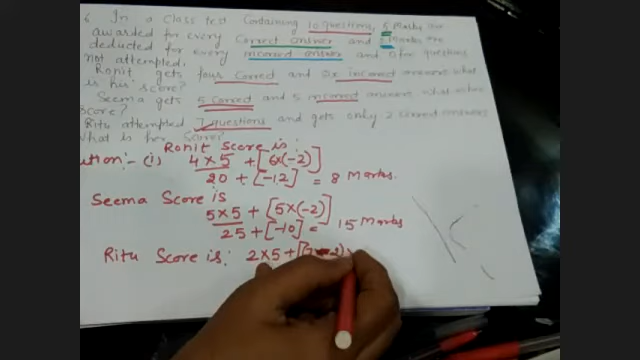 6 In a Class test Containing 10 questions, 5 Marks are
awarded for every Correct answer and Marks are
deducted for every incorrect answer and 0 for questions
not attempted.
Rohit gets four Correct and Six incorrect answers. what
is his Score?
Seema gets 5 correct and 5 incorrect answers, what is her
Score?
Ritu attempted 7 questions and gets only 2 correct answers
What is her Score?
Rohit Score is:
ution:- (i) 4 × 5 + [6×(-2)]
20 + [-12] = 8 Marks.
Seema Score is
5 × 5 + [5×(-2)]
25 + [-10] = 15 Marks
Ritu Score is: 2×5 +